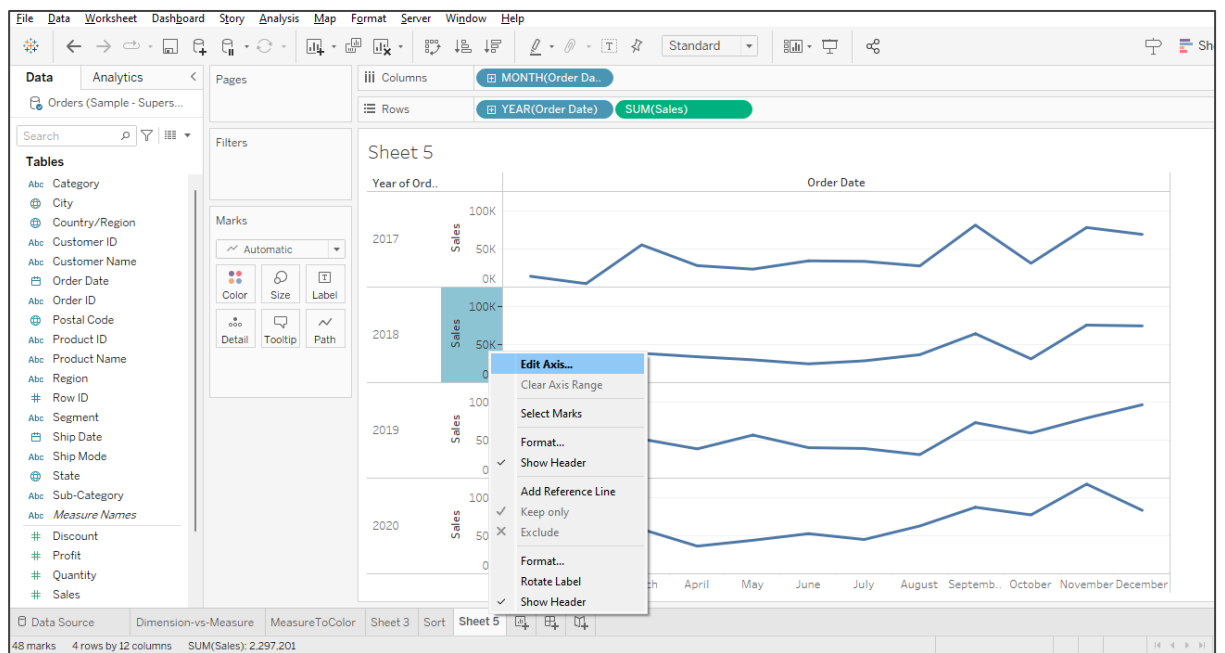 File Data Worksheet Dashboard Story Analysis Map Format Server Window Help
Standard
Sh
Data Analytics
Orders (Sample - Supers...
Search
Tables
Abc Category
City
Country/Region
Abc Customer ID
Abc Customer Name
Order Date
Abc Order ID
Postal Code
Abc Product ID
Abc Product Name
Abc Region
# Row ID
Abc Segment
Ship Date
Abc Ship Mode
State
Abc Sub-Category
Abc Measure Names
# Discount
# Profit
# Quantity
# Sales
Pages
Filters
Marks
Automatic
Color Size Label
Detail Tooltip Path
Columns MONTH(Order Da..
Rows YEAR(Order Date) SUM(Sales)
Sheet 5
Year of Ord..
Order Date
2017
Sales
100K
50K
0K
2018
Sales
100K
50K
0
2019
Sales
100
50
0
2020
Sales
100
50
0
Edit Axis...
Clear Axis Range
Select Marks
Format...
Show Header
Add Reference Line
Keep only
Exclude
Format...
Rotate Label
Show Header
ch April May June July August Septemb.. October November December
Data Source Dimension-vs-Measure MeasureToColor Sheet 3 Sort Sheet 5
48 marks 4 rows by 12 columns SUM(Sales): 2,297,201